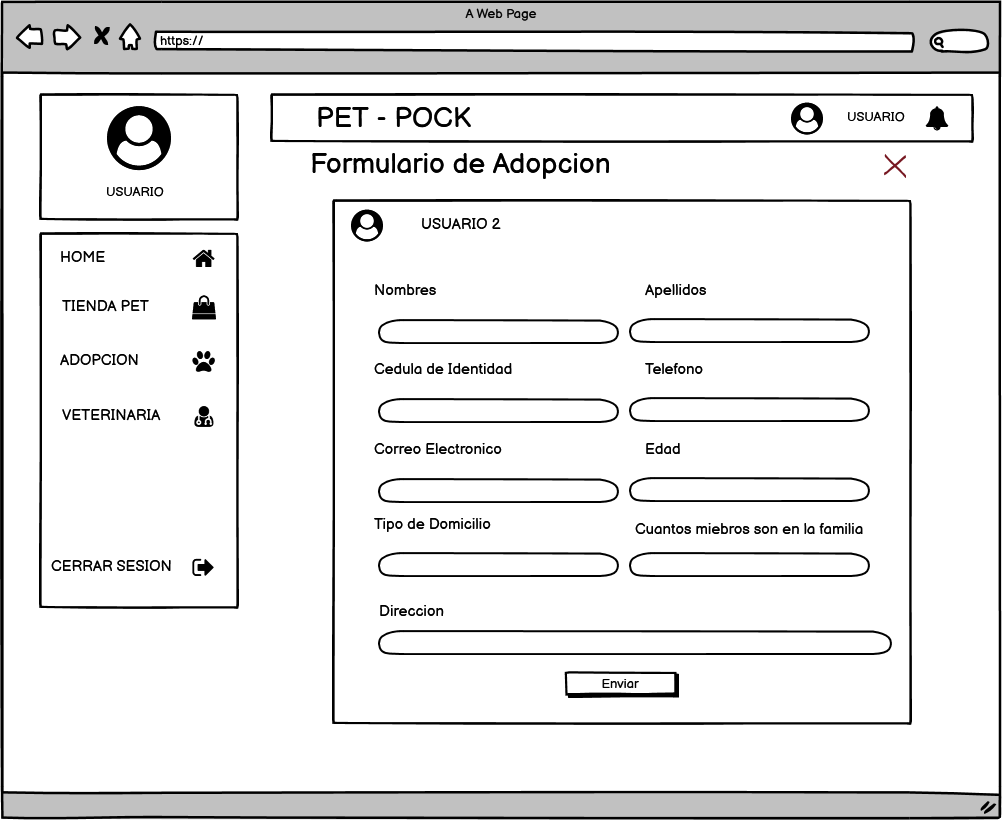 A Web Page
https://
USUARIO
HOME
TIENDA PET
ADOPCION
VETERINARIA
CERRAR SESION
PET - POCK
USUARIO
Formulario de Adopcion
USUARIO 2
Nombres
Apellidos
Cedula de Identidad
Telefono
Correo Electronico
Edad
Tipo de Domicilio
Cuantos miebros son en la familia
Direccion
Enviar